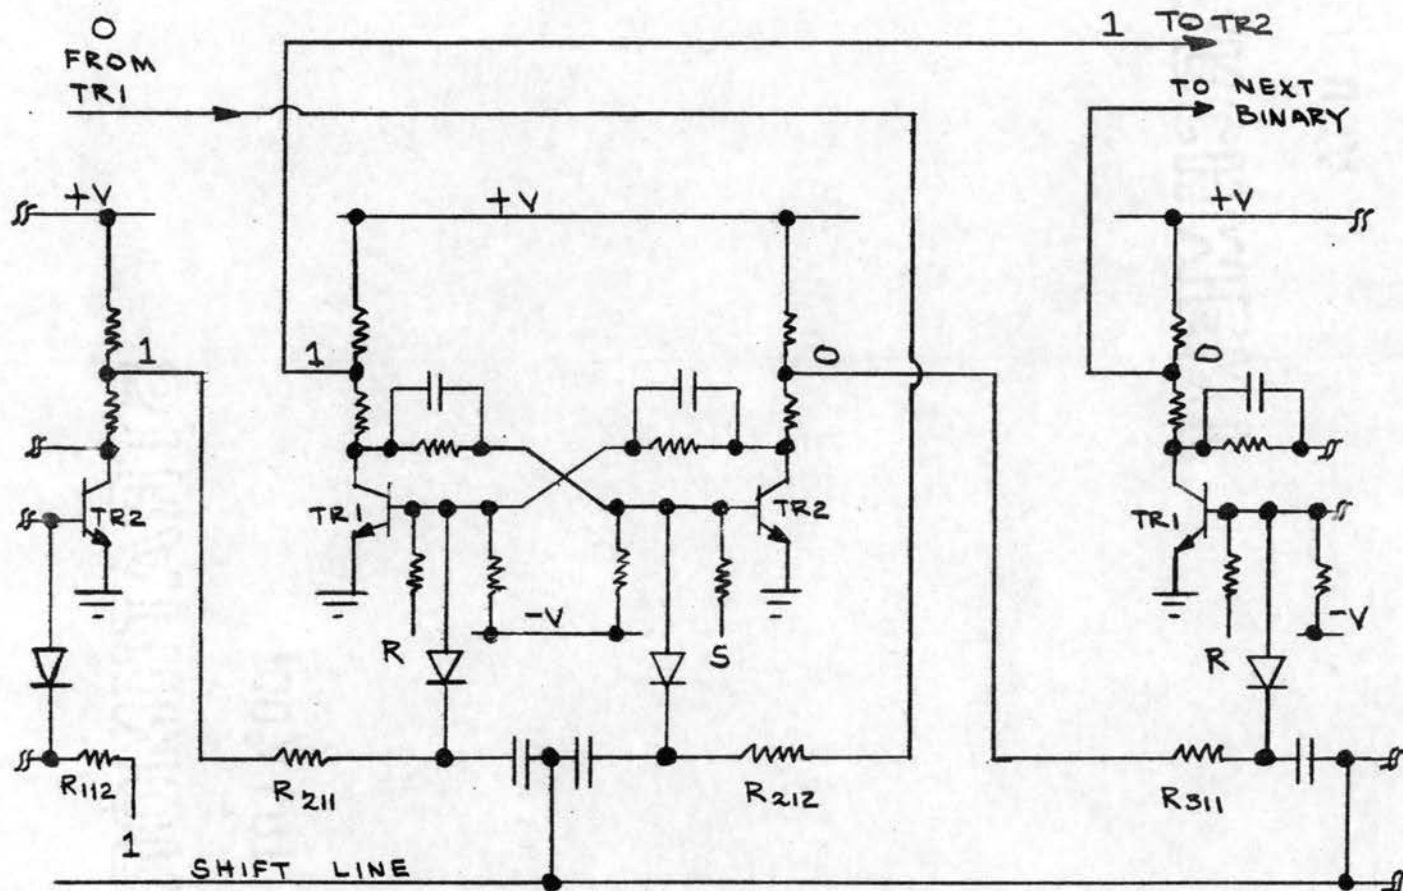 0
FROM
TR1
1 TO TR2
TO NEXT
BINARY
+V
+V
+V
1
1
0
0
TR2
TR1
TR2
TR1
R
-V
S
R
-V
R112
R211
R212
R311
1
SHIFT LINE